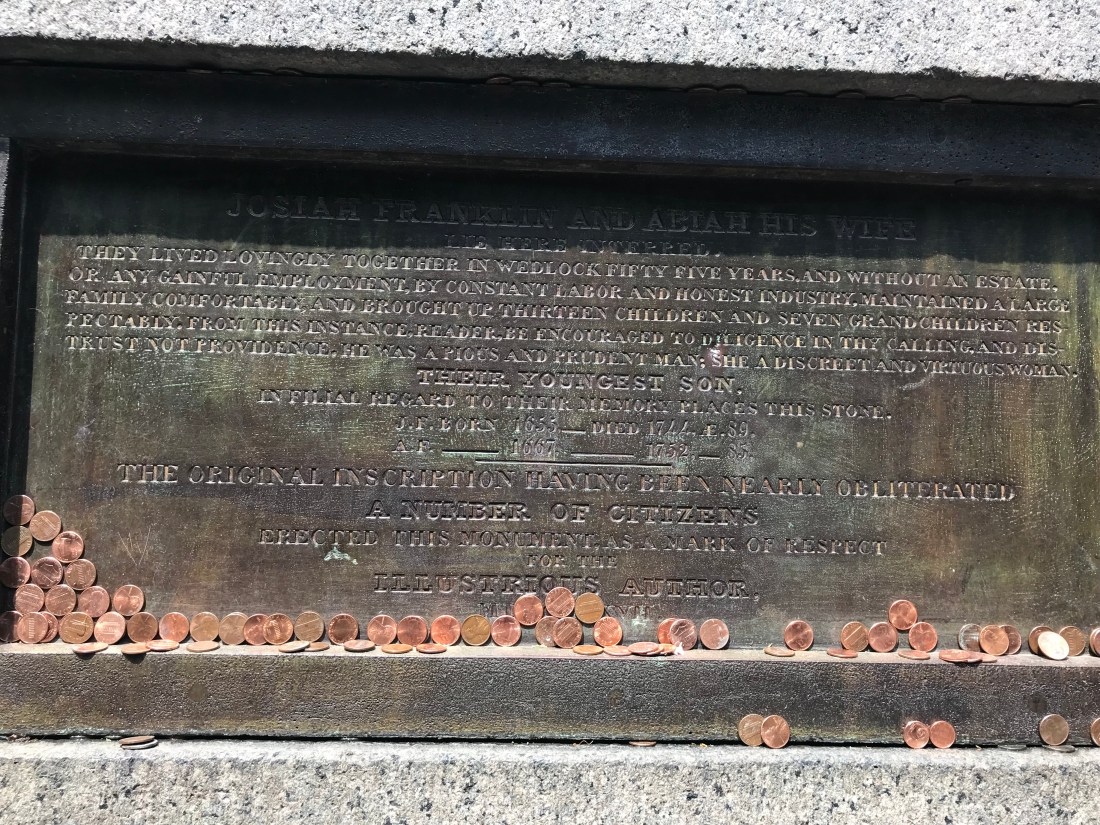 JOSIAH FRANKLIN AND ABIAH HIS WIFE
LIE HERE INTERRED.
THEY LIVED LOVINGLY TOGETHER IN WEDLOCK FIFTY FIVE YEARS, AND WITHOUT AN ESTATE,
OR ANY GAINFUL EMPLOYMENT, BY CONSTANT LABOR AND HONEST INDUSTRY, MAINTAINED A LARGE
FAMILY COMFORTABLY, AND BROUGHT UP THIRTEEN CHILDREN AND SEVEN GRANDCHILDREN RES-
PECTABLY. FROM THIS INSTANCE, READER, BE ENCOURAGED TO DILIGENCE IN THY CALLING, AND DIS-
TRUST NOT PROVIDENCE. HE WAS A PIOUS AND PRUDENT MAN; SHE A DISCREET AND VIRTUOUS WOMAN.
THEIR YOUNGEST SON,
IN FILIAL REGARD TO THEIR MEMORY PLACES THIS STONE.
J.F. BORN 1655 — DIED 1744. Æ. 89.
A.F. — 1667 — 1752 — 85.
THE ORIGINAL INSCRIPTION HAVING BEEN NEARLY OBLITERATED
A NUMBER OF CITIZENS
ERECTED THIS MONUMENT, AS A MARK OF RESPECT
FOR THE
ILLUSTRIOUS AUTHOR,